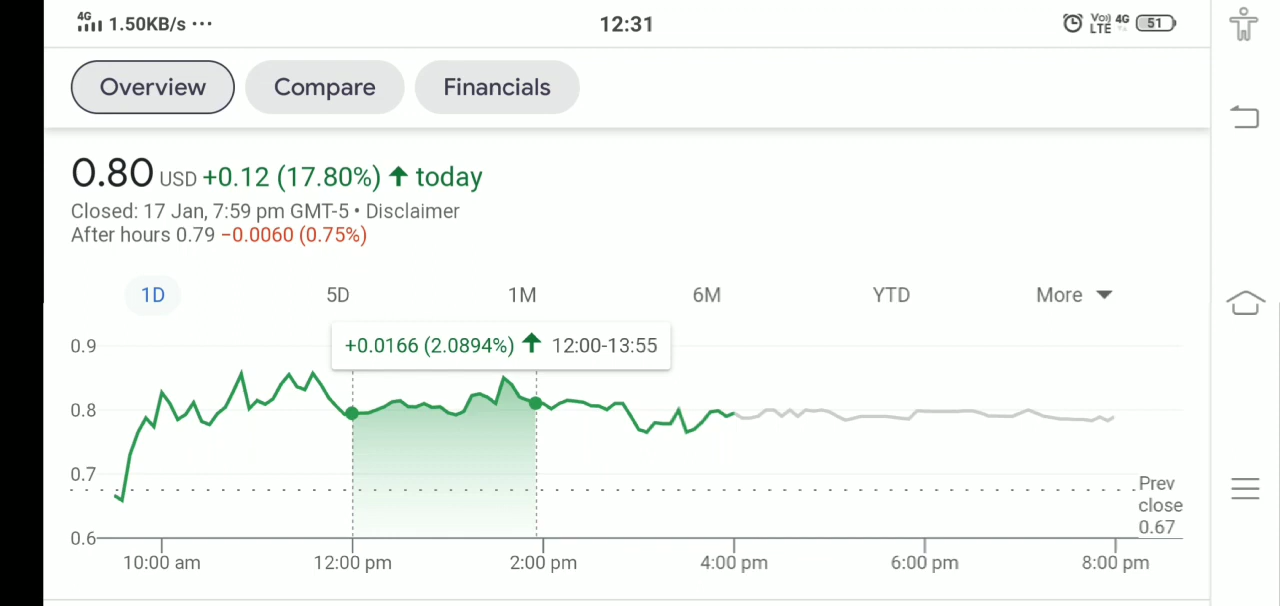 4G 1.50KB/s ··· 12:31 Vo)) LTE 4G 51
Overview Compare Financials
0.80 USD +0.12 (17.80%) ↑ today
Closed: 17 Jan, 7:59 pm GMT-5 • Disclaimer
After hours 0.79 −0.0060 (0.75%)
1D 5D 1M 6M YTD More
+0.0166 (2.0894%) ↑ 12:00-13:55
0.9
0.8
0.7
Prev
close
0.67
0.6
10:00 am 12:00 pm 2:00 pm 4:00 pm 6:00 pm 8:00 pm